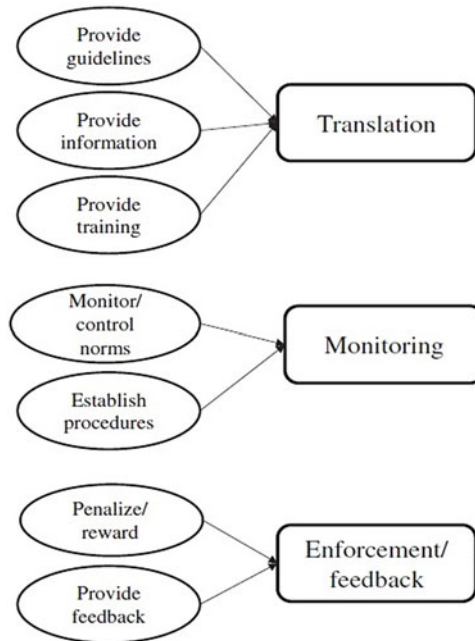 Provide
guidelines
Provide
information
Provide
training
Translation
Monitor/
control
norms
Establish
procedures
Monitoring
Penalize/
reward
Provide
feedback
Enforcement/
feedback